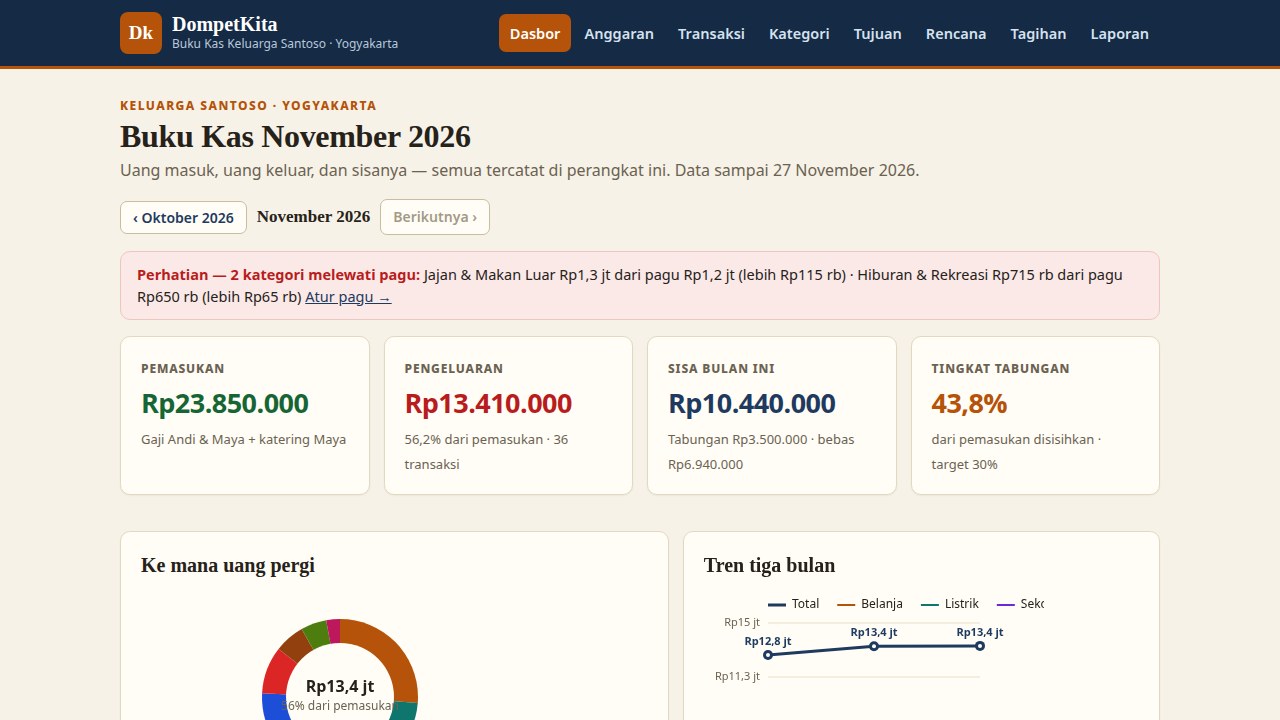 Dk
DompetKita
Buku Kas Keluarga Santoso · Yogyakarta
Dasbor
Anggaran
Transaksi
Kategori
Tujuan
Rencana
Tagihan
Laporan
KELUARGA SANTOSO · YOGYAKARTA
Buku Kas November 2026
Uang masuk, uang keluar, dan sisanya — semua tercatat di perangkat ini. Data sampai 27 November 2026.
‹ Oktober 2026
November 2026
Berikutnya ›
Perhatian — 2 kategori melewati pagu: Jajan & Makan Luar Rp1,3 jt dari pagu Rp1,2 jt (lebih Rp115 rb) · Hiburan & Rekreasi Rp715 rb dari pagu
Rp650 rb (lebih Rp65 rb) Atur pagu →
PEMASUKAN
Rp23.850.000
Gaji Andi & Maya + katering Maya
PENGELUARAN
Rp13.410.000
56,2% dari pemasukan · 36
transaksi
SISA BULAN INI
Rp10.440.000
Tabungan Rp3.500.000 · bebas
Rp6.940.000
TINGKAT TABUNGAN
43,8%
dari pemasukan disisihkan ·
target 30%
Ke mana uang pergi
Rp13,4 jt
56% dari pemasukan
Tren tiga bulan
Total
Belanja
Listrik
Rp15 jt
Rp12,8 jt
Rp13,4 jt
Rp13,4 jt
Rp11,3 jt